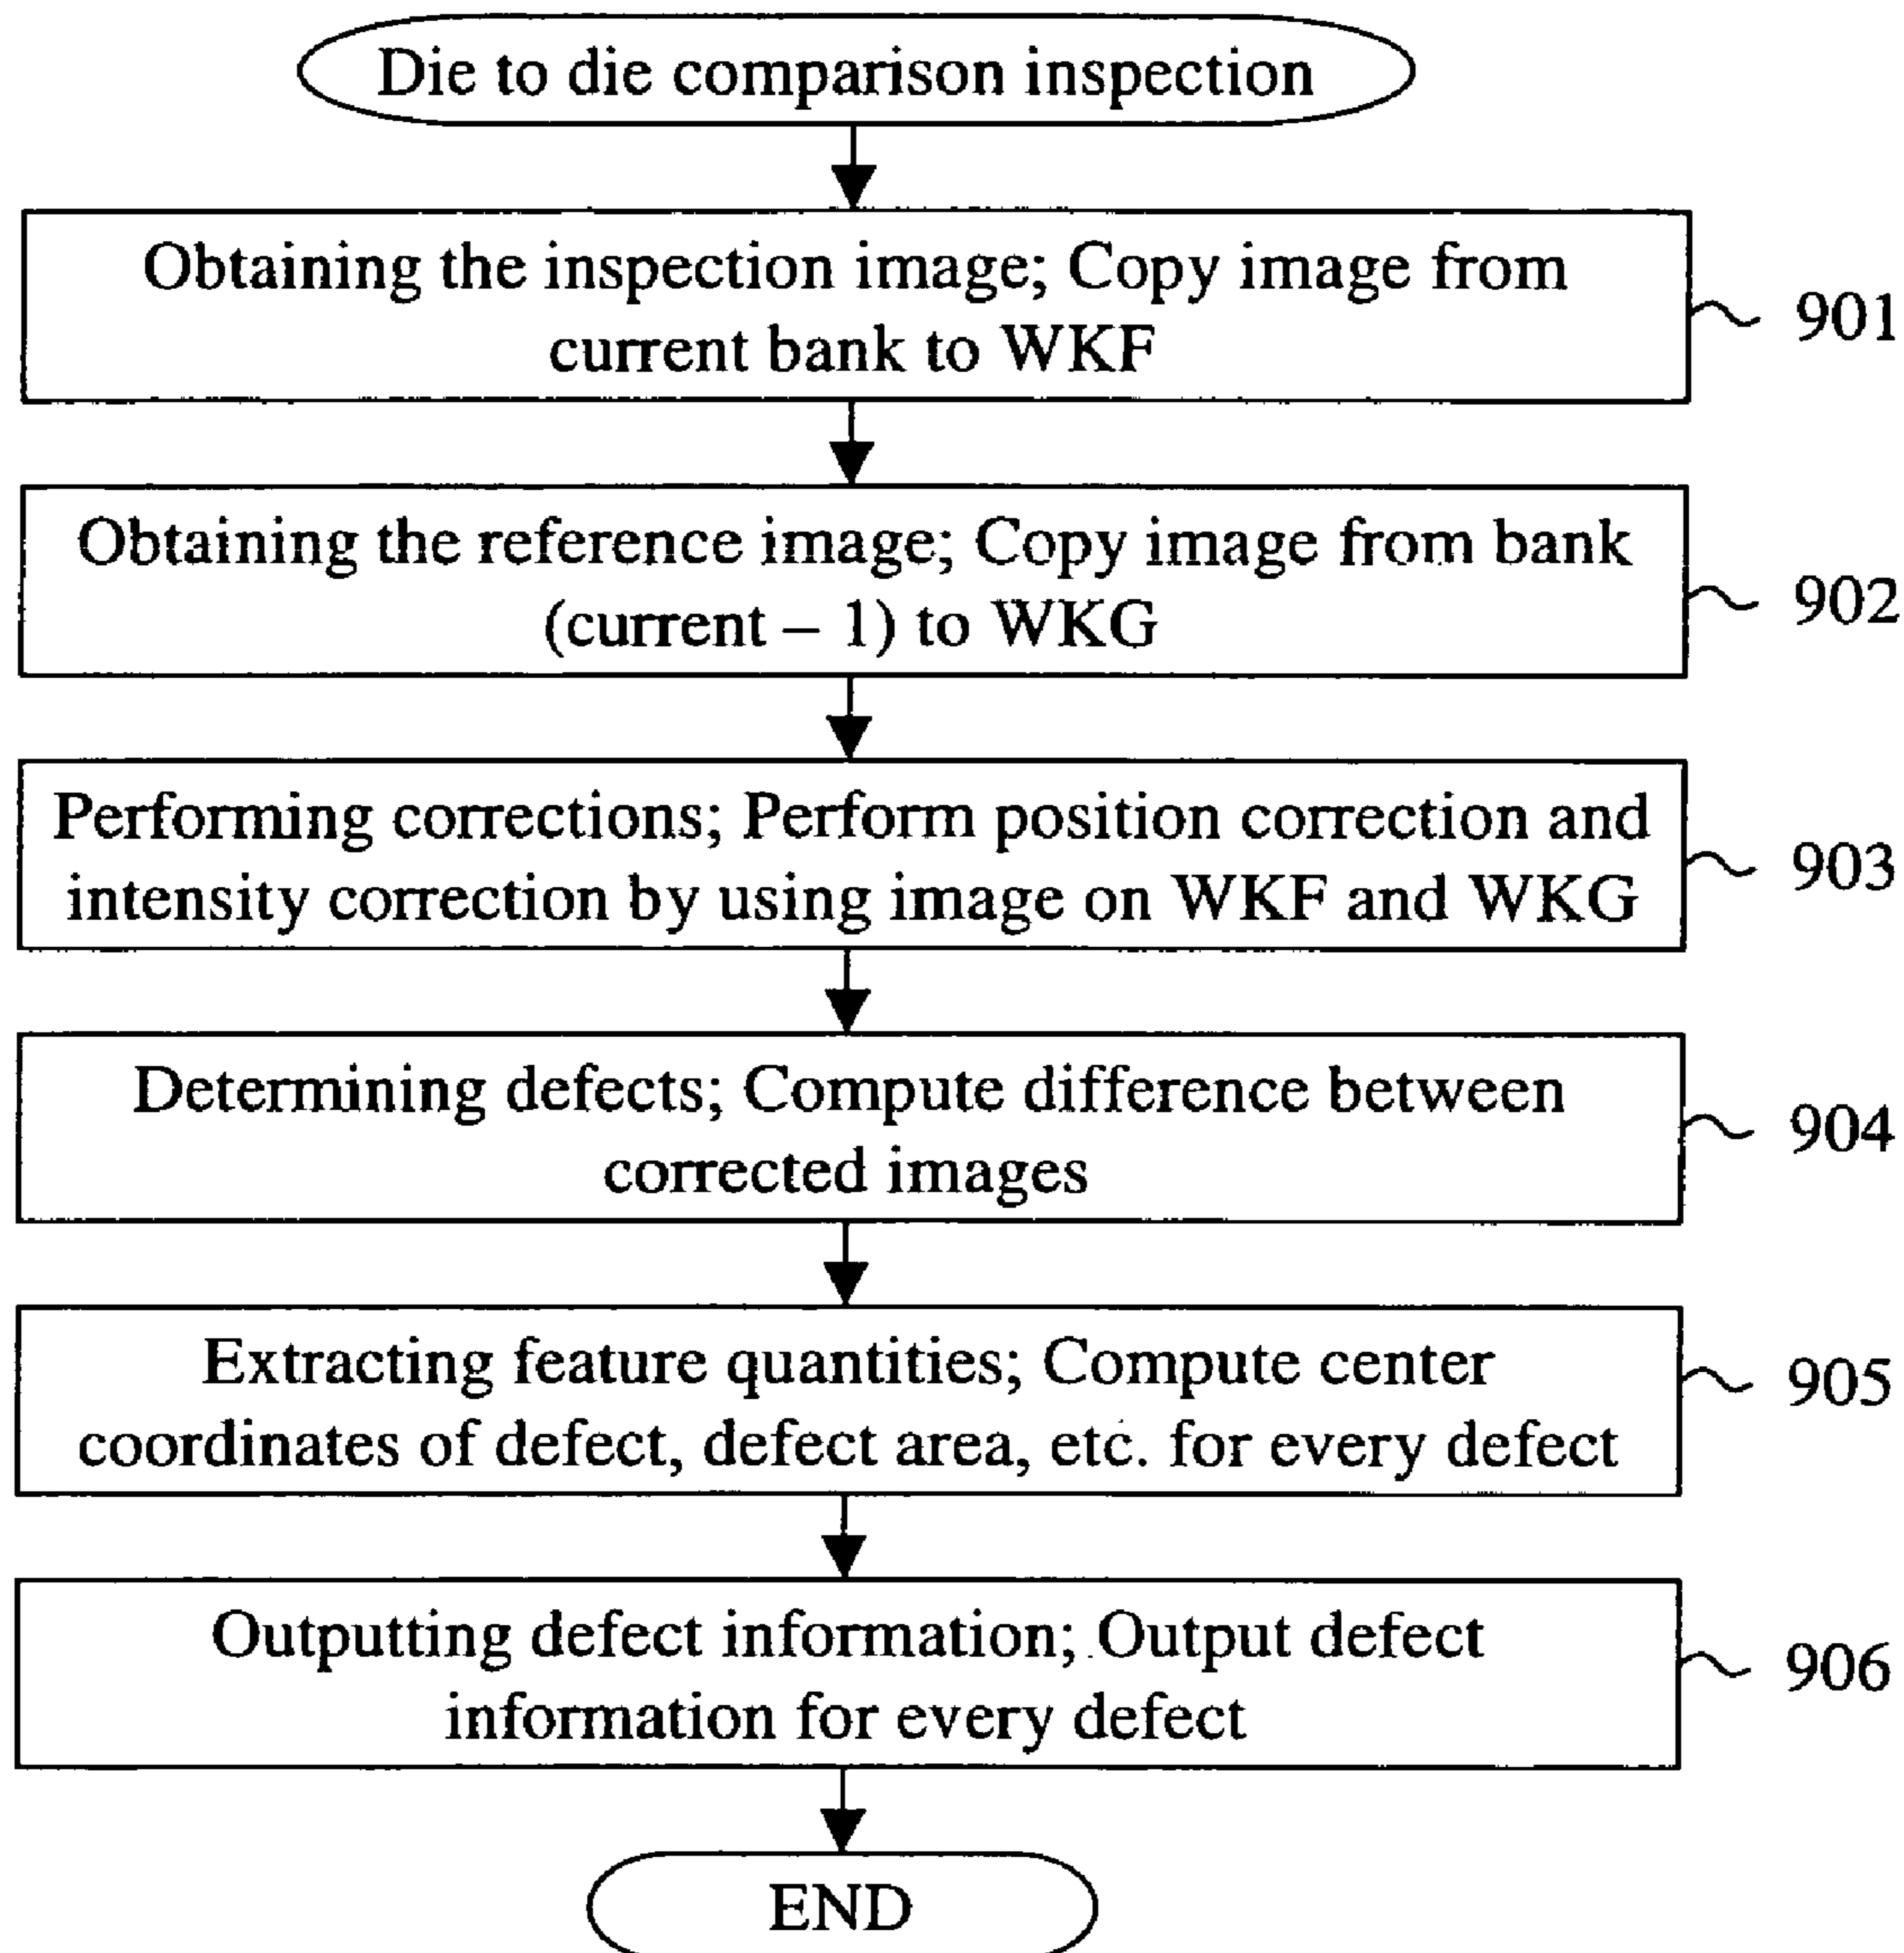 Die to die comparison inspection
Obtaining the inspection image; Copy image from
current bank to WKF
901
Obtaining the reference image; Copy image from bank
(current – 1) to WKG
902
Performing corrections; Perform position correction and
intensity correction by using image on WKF and WKG
903
Determining defects; Compute difference between
corrected images
904
Extracting feature quantities; Compute center
coordinates of defect, defect area, etc. for every defect
905
Outputting defect information; Output defect
information for every defect
906
END